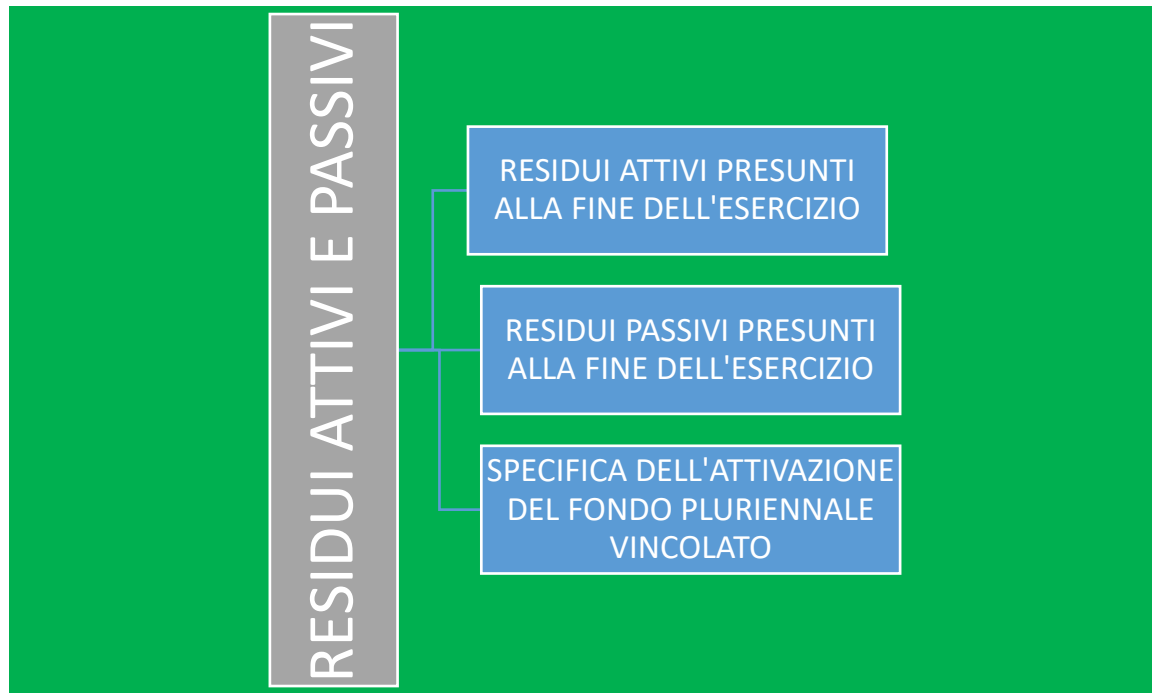 RESIDUI ATTIVI E PASSIVI
RESIDUI ATTIVI PRESUNTI
ALLA FINE DELL'ESERCIZIO
RESIDUI PASSIVI PRESUNTI
ALLA FINE DELL'ESERCIZIO
SPECIFICA DELL'ATTIVAZIONE
DEL FONDO PLURIENNALE
VINCOLATO